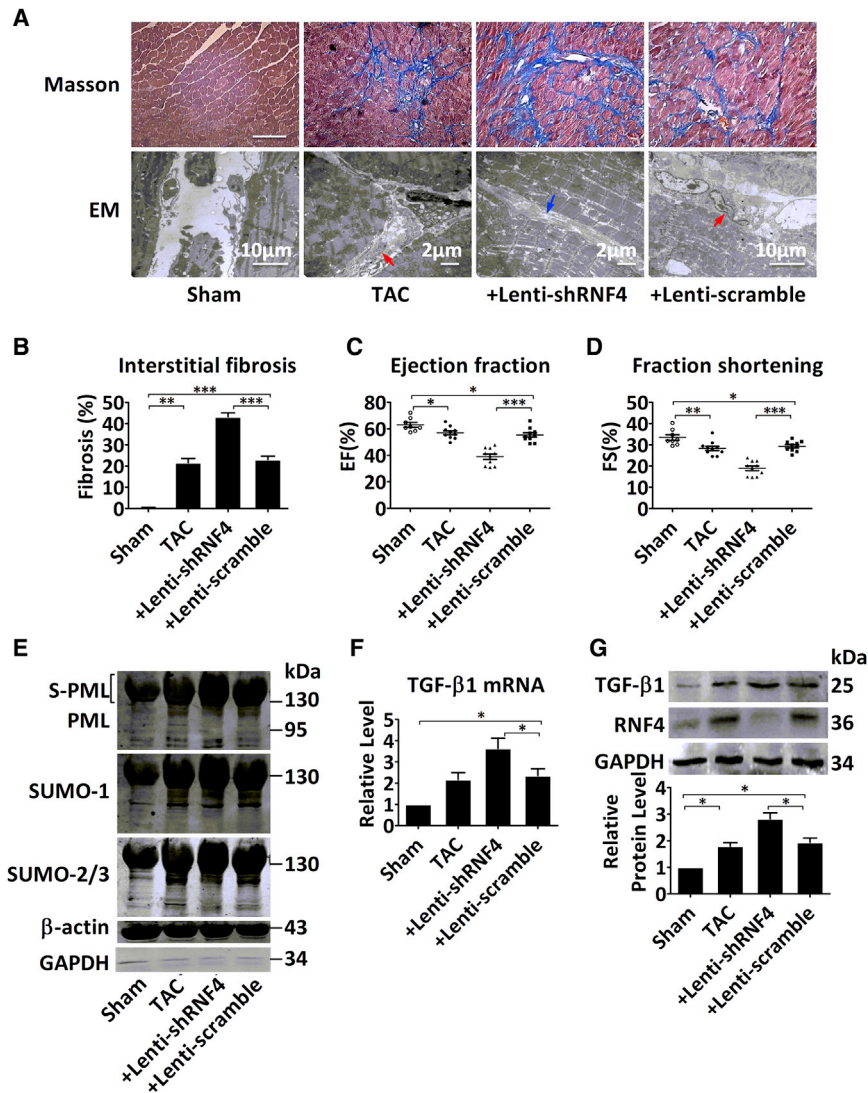 A
Masson
EM
10μm
2μm
2μm
10μm
Sham
TAC
+Lenti-shRNF4
+Lenti-scramble
B
Interstitial fibrosis
Fibrosis (%)
50
40
30
20
10
0
***
**
***
Sham
TAC
+Lenti-shRNF4
+Lenti-scramble
C
Ejection fraction
EF(%)
80
60
40
20
0
*
*
***
Sham
TAC
+Lenti-shRNF4
+Lenti-scramble
D
Fraction shortening
FS(%)
50
40
30
20
10
0
*
**
***
Sham
TAC
+Lenti-shRNF4
+Lenti-scramble
E
kDa
S-PML
130
PML
95
SUMO-1
130
SUMO-2/3
130
β-actin
43
GAPDH
34
Sham
TAC
+Lenti-shRNF4
+Lenti-scramble
F
TGF-β1 mRNA
Relative Level
5
4
3
2
1
0
*
*
Sham
TAC
+Lenti-shRNF4
+Lenti-scramble
G
kDa
TGF-β1
25
RNF4
36
GAPDH
34
Relative
Protein Level
4
3
2
1
0
*
*
*
Sham
TAC
+Lenti-shRNF4
+Lenti-scramble